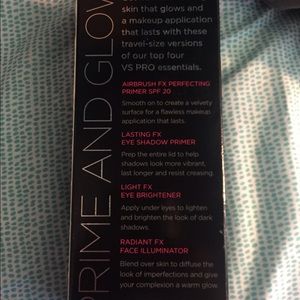 PRIME AND GLOW
skin that glows and
a makeup application
that lasts with these
travel-size versions
of our top four
VS PRO essentials.
AIRBRUSH FX PERFECTING
PRIMER SPF 20
Smooth on to create a velvety
surface for a flawless makeup
application that lasts.
LASTING FX
EYE SHADOW PRIMER
Prep the entire lid to help
shadows look more vibrant,
last longer and resist creasing.
LIGHT FX
EYE BRIGHTENER
Apply under eyes to lighten
and brighten the look of dark
shadows.
RADIANT FX
FACE ILLUMINATOR
Blend over skin to diffuse the
look of imperfections and give
your complexion a warm glow.